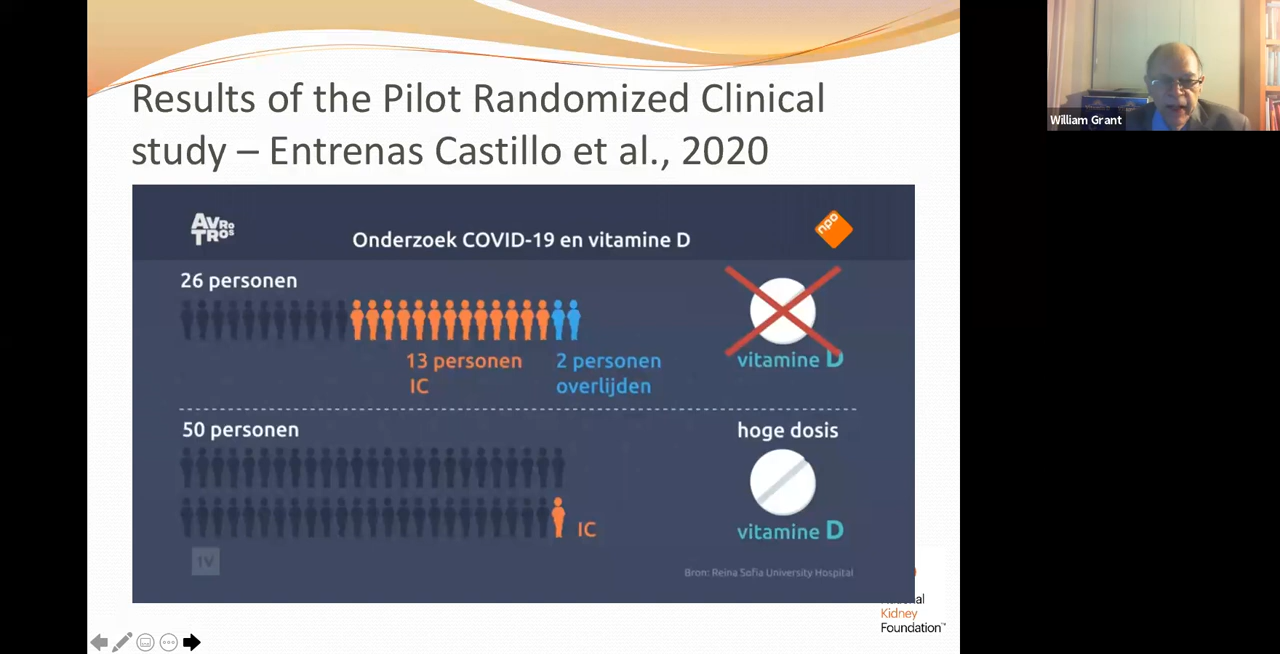 Results of the Pilot Randomized Clinical
study – Entrenas Castillo et al., 2020
William Grant
AVRO
TROS
npo
Onderzoek COVID-19 en vitamine D
26 personen
13 personen
IC
2 personen
overlijden
vitamine D
50 personen
IC
hoge dosis
vitamine D
1V
Bron: Reina Sofia University Hospital
Kidney
Foundation™